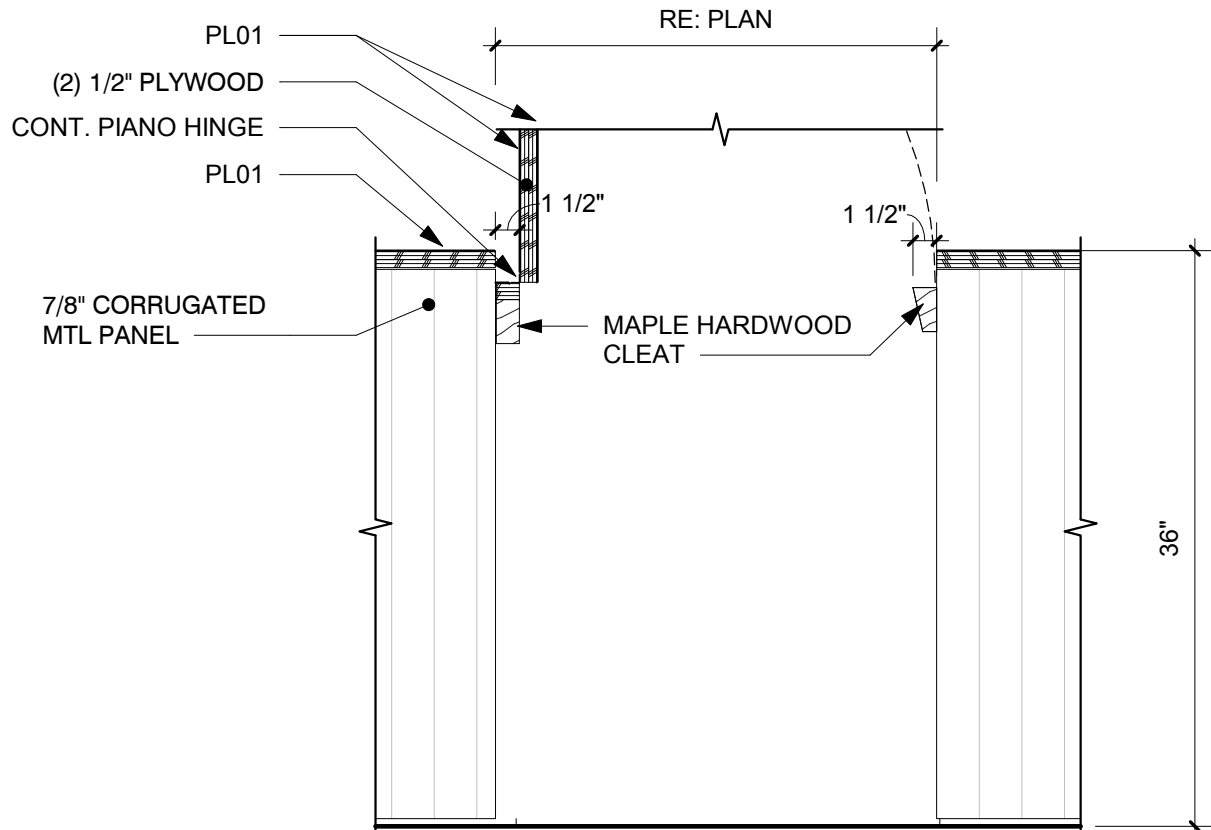 RE: PLAN
PL01
(2) 1/2" PLYWOOD
CONT. PIANO HINGE
PL01
1 1/2"
1 1/2"
7/8" CORRUGATED
MTL PANEL
MAPLE HARDWOOD
CLEAT
36"